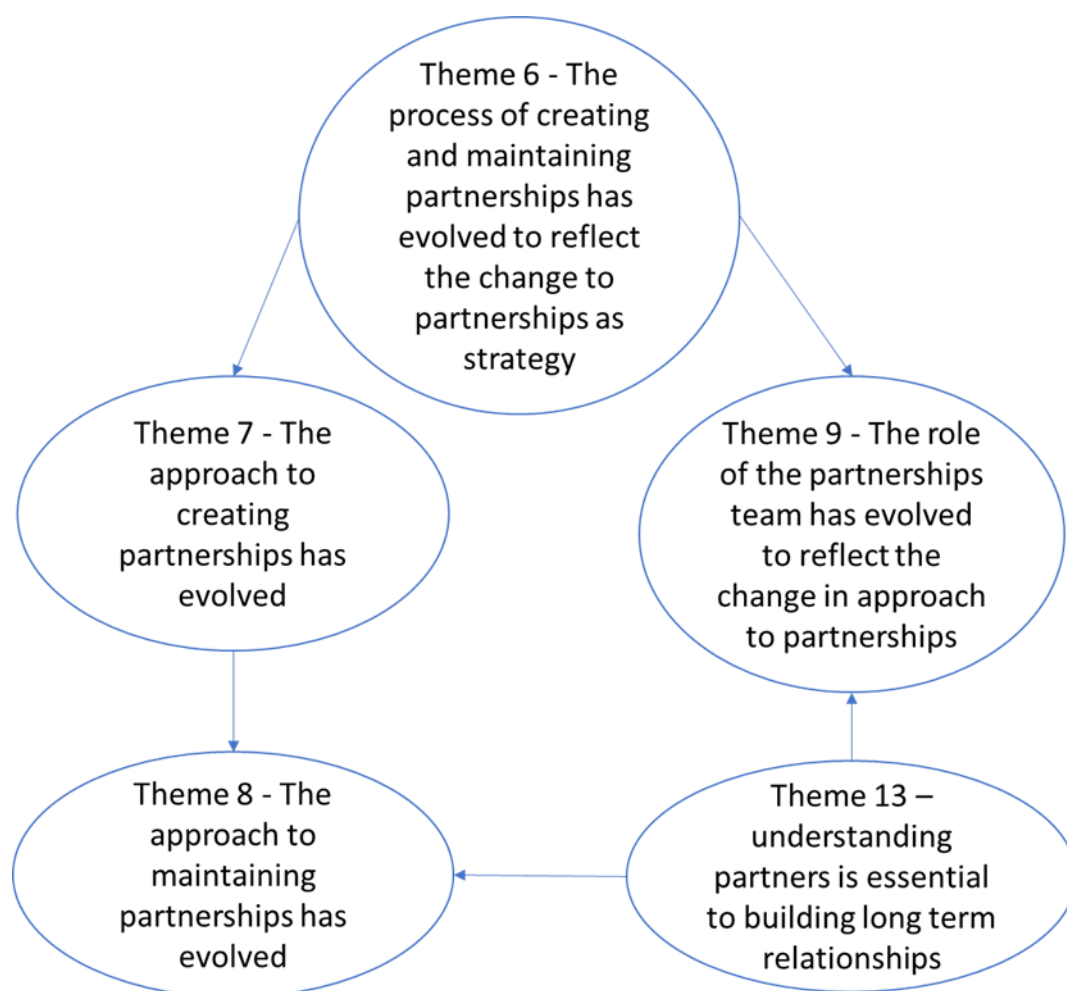 Theme 6 - The
process of creating
and maintaining
partnerships has
evolved to reflect
the change to
partnerships as
strategy
Theme 7 - The
approach to
creating
partnerships has
evolved
Theme 9 - The role
of the partnerships
team has evolved
to reflect the
change in approach
to partnerships
Theme 8 - The
approach to
maintaining
partnerships has
evolved
Theme 13 –
understanding
partners is essential
to building long term
relationships